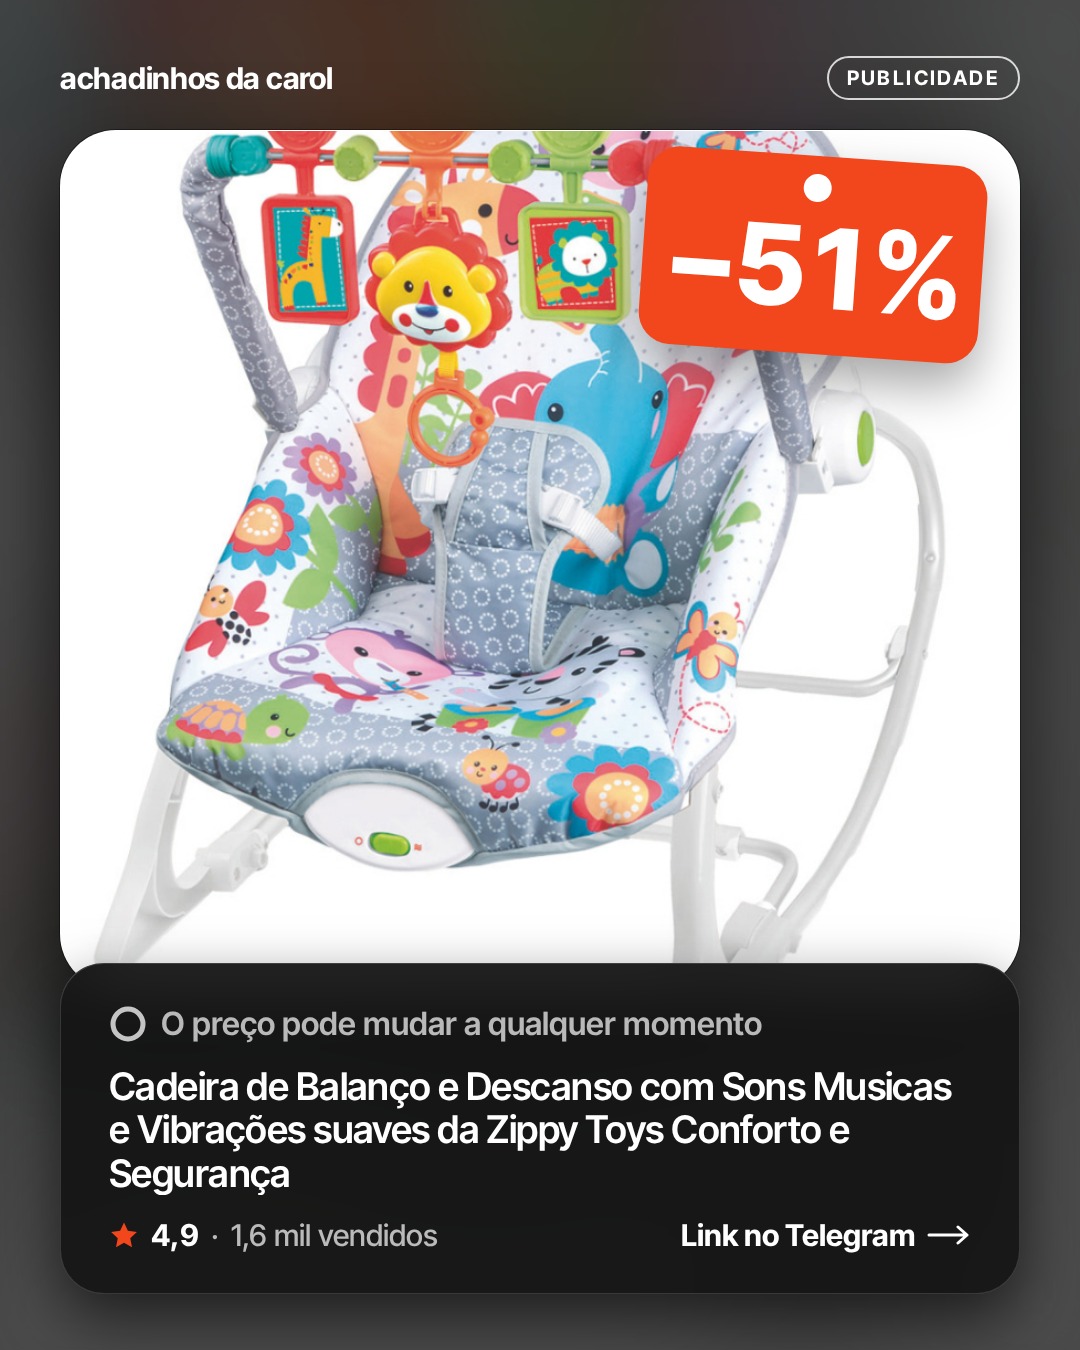 achadinhos da carol
PUBLICIDADE
-51%
O preço pode mudar a qualquer momento
Cadeira de Balanço e Descanso com Sons Musicas
e Vibrações suaves da Zippy Toys Conforto e
Segurança
4,9 · 1,6 mil vendidos
Link no Telegram →